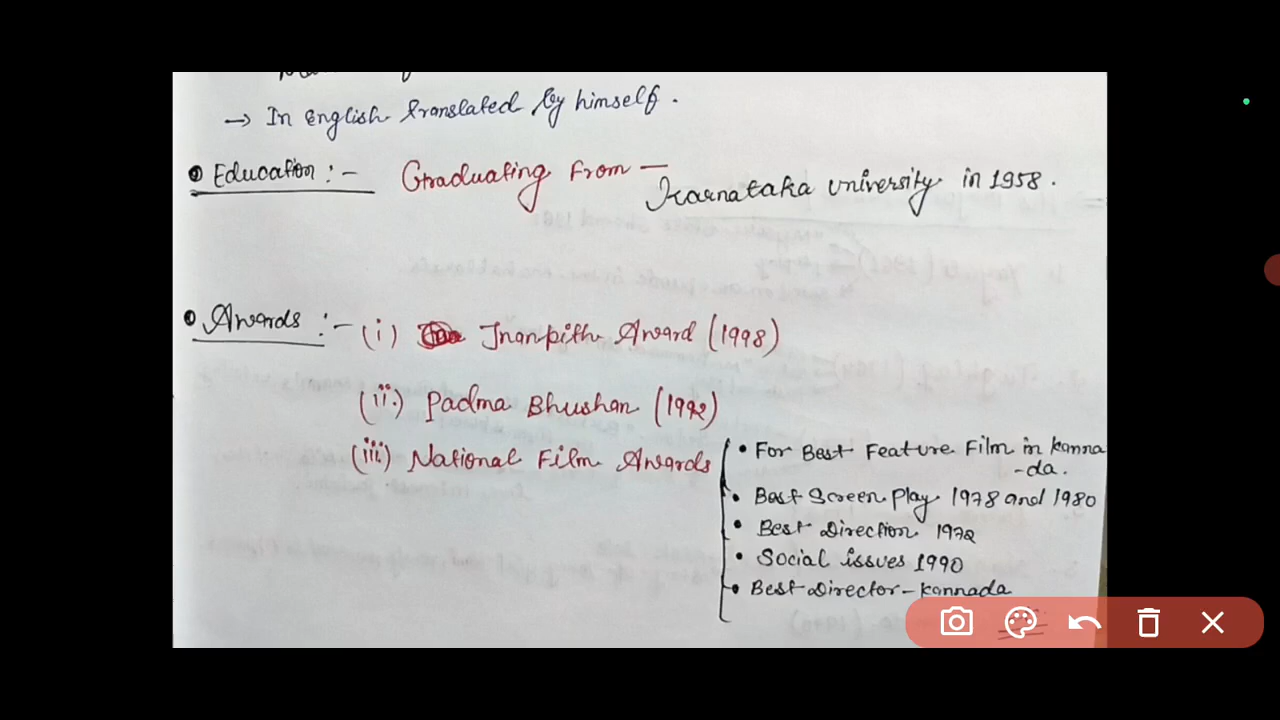 → In English translated by himself.
Education :- Graduating From —
Karnataka University in 1958.
Awards :- (i) Jnanpith Award (1998)
(ii) Padma Bhushan (1992)
(iii) National Film Awards
• For Best Feature Film in kanna
-da.
• Best Screen play 1978 and 1980
• Best Direction 1972
• Social issues 1990
• Best Director - kannada